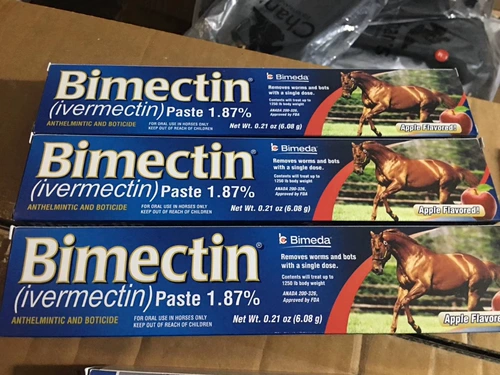 Chani
Bimectin®
(ivermectin) Paste 1.87%
ANTHELMINTIC AND BOTICIDE
FOR ORAL USE IN HORSES ONLY
KEEP OUT OF REACH OF CHILDREN
Bimeda
Removes worms and bots
with a single dose.
Contents will treat up to
1250 lb body weight
ANADA 200-326,
Approved by FDA
Net Wt. 0.21 oz (6.08 g)
Apple Flavored!
Bimectin®
(ivermectin) Paste 1.87%
ANTHELMINTIC AND BOTICIDE
FOR ORAL USE IN HORSES ONLY
KEEP OUT OF REACH OF CHILDREN
Bimeda
Removes worms and bots
with a single dose.
Contents will treat up to
1250 lb body weight
ANADA 200-326,
Approved by FDA
Net Wt. 0.21 oz (6.08 g)
Apple Flavored!
Bimectin®
(ivermectin) Paste 1.87%
ANTHELMINTIC AND BOTICIDE
FOR ORAL USE IN HORSES ONLY
KEEP OUT OF REACH OF CHILDREN
Bimeda
Removes worms and bots
with a single dose.
Contents will treat up to
1250 lb body weight
ANADA 200-326,
Approved by FDA
Net Wt. 0.21 oz (6.08 g)
Apple Flavore